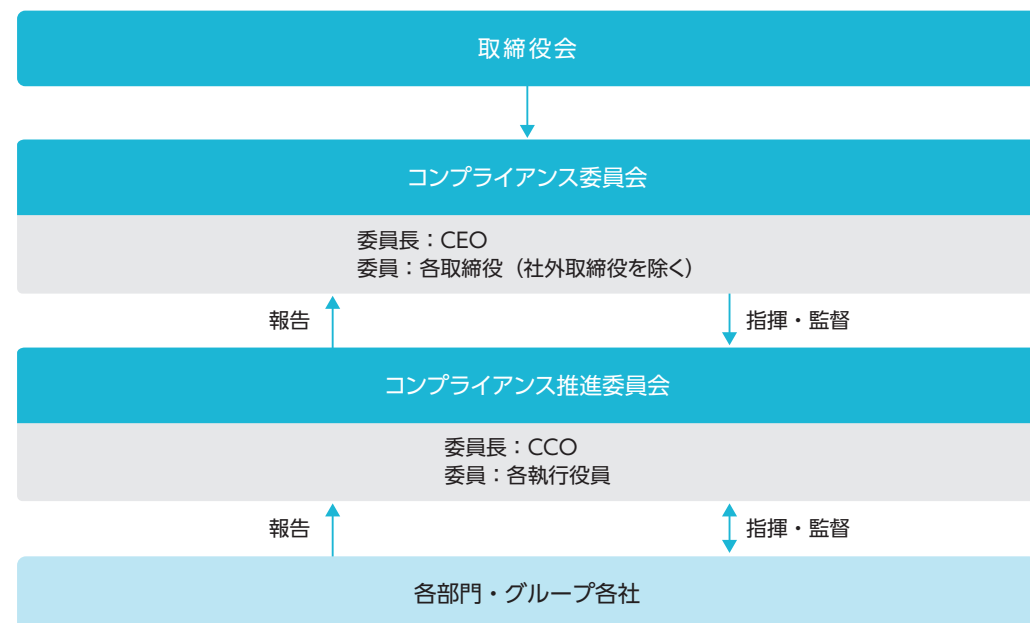 取締役会
コンプライアンス委員会
委員長：CEO
委員：各取締役（社外取締役を除く）
報告
指揮・監督
コンプライアンス推進委員会
委員長：CCO
委員：各執行役員
報告
指揮・監督
各部門・グループ各社